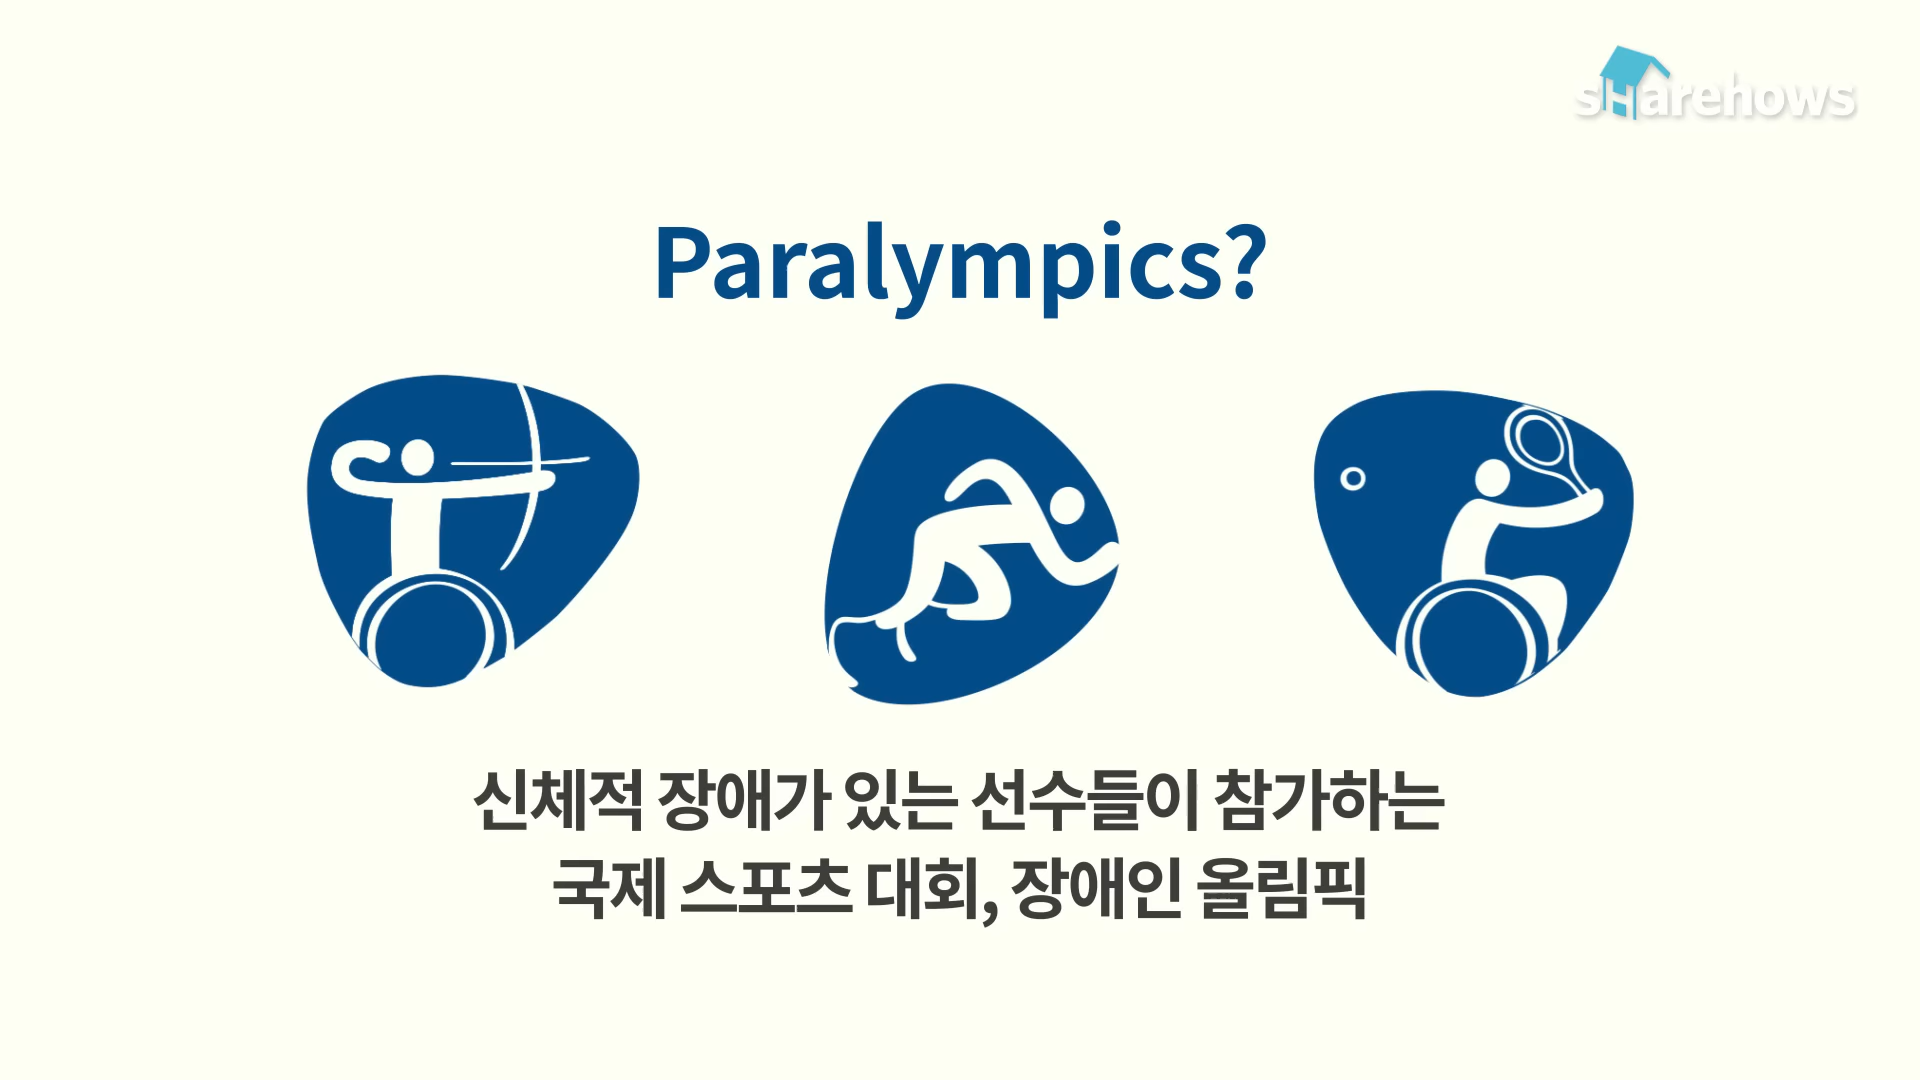 sHarehows
Paralympics?
신체적 장애가 있는 선수들이 참가하는
국제 스포츠 대회, 장애인 올림픽